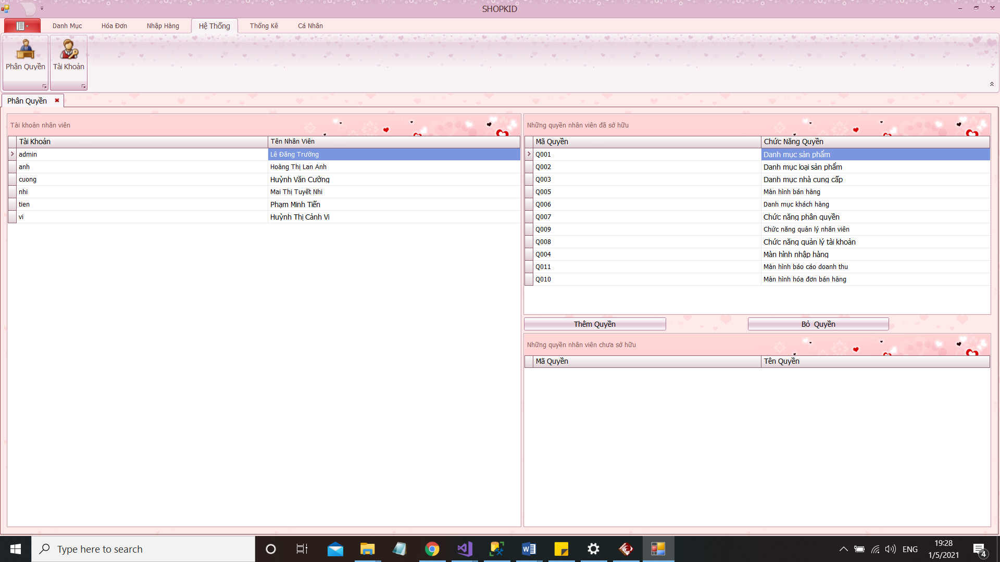 SHOPKID
Danh Mục Hóa Đơn Nhập Hàng Hệ Thống Thống Kê Cá Nhân
Phân Quyền Tài Khoản
Phân Quyền
Tài khoản nhân viên
Tài Khoản Tên Nhân Viên
admin Lê Đăng Trường
anh Hoàng Thị Lan Anh
cuong Huỳnh Văn Cường
nhi Mai Thị Tuyết Nhi
tien Phạm Minh Tiến
vi Huỳnh Thị Cảnh Vi
Những quyền nhân viên đã sở hữu
Mã Quyền Chức Năng Quyền
Q001 Danh mục sản phẩm
Q002 Danh mục loại sản phẩm
Q003 Danh mục nhà cung cấp
Q005 Màn hình bán hàng
Q006 Danh mục khách hàng
Q007 Chức năng phân quyền
Q009 Chức năng quản lý nhân viên
Q008 Chức năng quản lý tài khoản
Q004 Màn hình nhập hàng
Q011 Màn hình báo cáo doanh thu
Q010 Màn hình hóa đơn bán hàng
Thêm Quyền Bỏ Quyền
Những quyền nhân viên chưa sở hữu
Mã Quyền Tên Quyền
Type here to search
ENG
19:28
1/5/2021
4